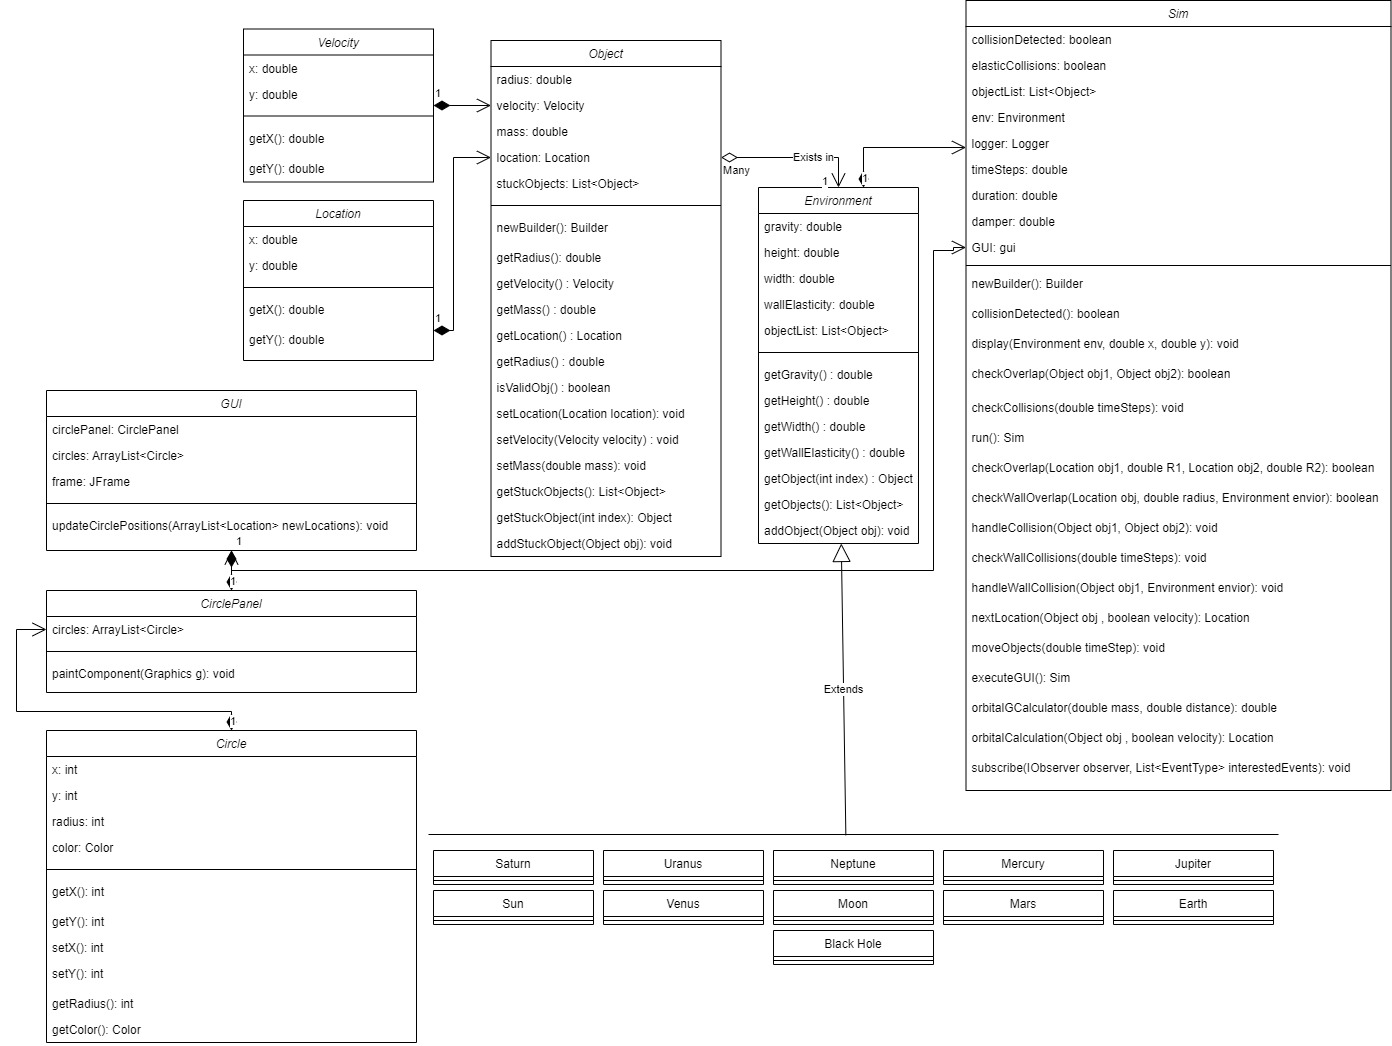 Velocity
x: double
y: double
getX(): double
getY(): double
1
Location
x: double
y: double
getX(): double
getY(): double
1
Object
radius: double
velocity: Velocity
mass: double
location: Location
stuckObjects: List<Object>
newBuilder(): Builder
getRadius(): double
getVelocity() : Velocity
getMass() : double
getLocation() : Location
getRadius() : double
isValidObj() : boolean
setLocation(Location location): void
setVelocity(Velocity velocity) : void
setMass(double mass): void
getStuckObjects(): List<Object>
getStuckObject(int index): Object
addStuckObject(Object obj): void
Exists in
Many
1
1
Environment
gravity: double
height: double
width: double
wallElasticity: double
objectList: List<Object>
getGravity() : double
getHeight() : double
getWidth() : double
getWallElasticity() : double
getObject(int index) : Object
getObjects(): List<Object>
addObject(Object obj): void
Sim
collisionDetected: boolean
elasticCollisions: boolean
objectList: List<Object>
env: Environment
logger: Logger
timeSteps: double
duration: double
damper: double
GUI: gui
newBuilder(): Builder
collisionDetected(): boolean
display(Environment env, double x, double y): void
checkOverlap(Object obj1, Object obj2): boolean
checkCollisions(double timeSteps): void
run(): Sim
checkOverlap(Location obj1, double R1, Location obj2, double R2): boolean
checkWallOverlap(Location obj, double radius, Environment envior): boolean
handleCollision(Object obj1, Object obj2): void
checkWallCollisions(double timeSteps): void
handleWallCollision(Object obj1, Environment envior): void
nextLocation(Object obj , boolean velocity): Location
moveObjects(double timeStep): void
executeGUI(): Sim
orbitalGCalculator(double mass, double distance): double
orbitalCalculation(Object obj , boolean velocity): Location
subscribe(IObserver observer, List<EventType> interestedEvents): void
GUI
circlePanel: CirclePanel
circles: ArrayList<Circle>
frame: JFrame
updateCirclePositions(ArrayList<Location> newLocations): void
1
1
CirclePanel
circles: ArrayList<Circle>
paintComponent(Graphics g): void
1
Circle
x: int
y: int
radius: int
color: Color
getX(): int
getY(): int
setX(): int
setY(): int
getRadius(): int
getColor(): Color
Extends
Saturn
Uranus
Neptune
Mercury
Jupiter
Sun
Venus
Moon
Mars
Earth
Black Hole